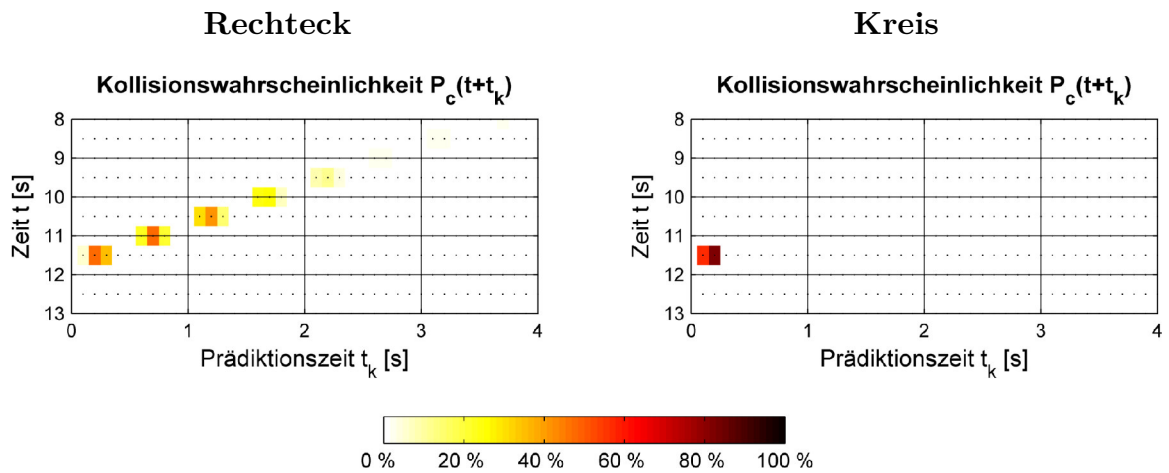 Rechteck
Kollisionswahrscheinlichkeit P_c(t+t_k)
Zeit t [s]
8
9
10
11
12
13
0 1 2 3 4
Prädiktionszeit t_k [s]
Kreis
Kollisionswahrscheinlichkeit P_c(t+t_k)
Zeit t [s]
8
9
10
11
12
13
0 1 2 3 4
Prädiktionszeit t_k [s]
0 % 20 % 40 % 60 % 80 % 100 %